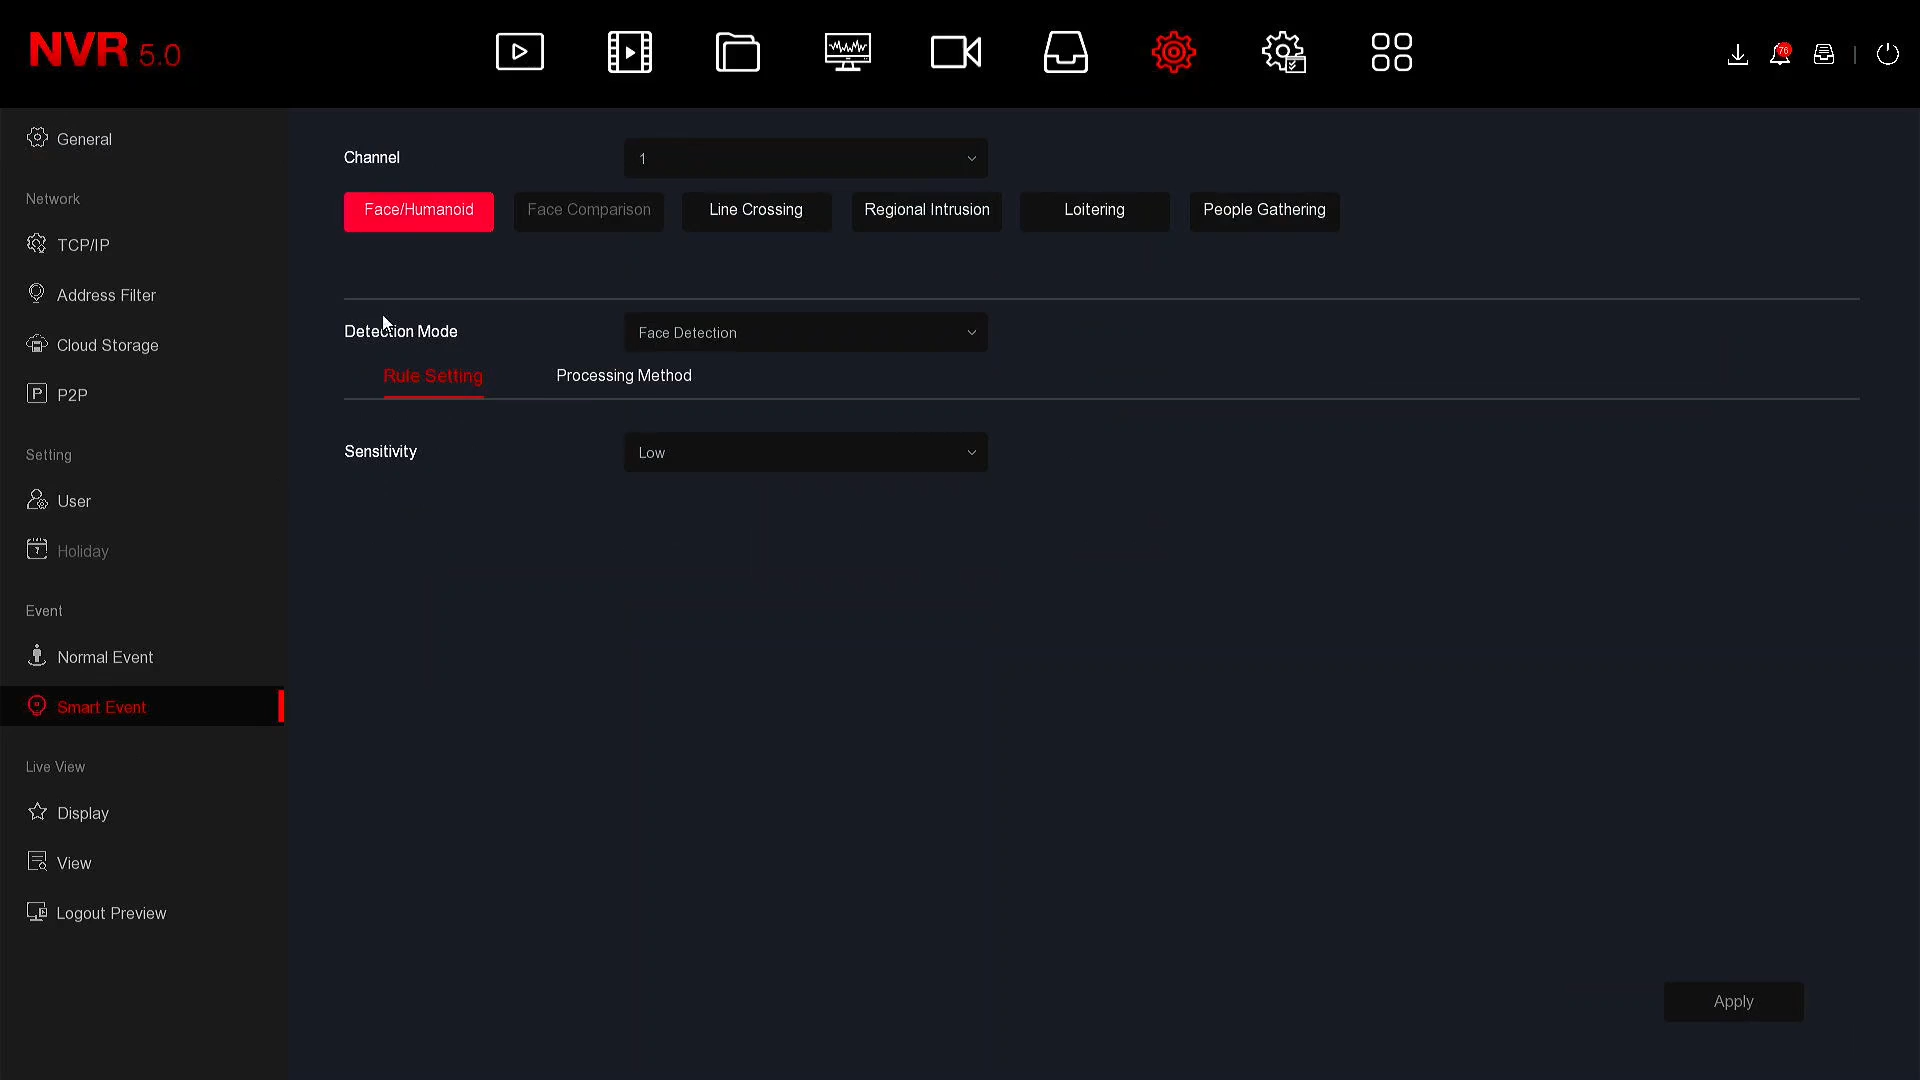 NVR 5.0
76
General
Network
TCP/IP
Address Filter
Cloud Storage
P P2P
Setting
User
7 Holiday
Event
Normal Event
Smart Event
Live View
Display
View
Logout Preview
Channel 1
Face/Humanoid Face Comparison Line Crossing Regional Intrusion Loitering People Gathering
Detection Mode Face Detection
Rule Setting Processing Method
Sensitivity Low
Apply